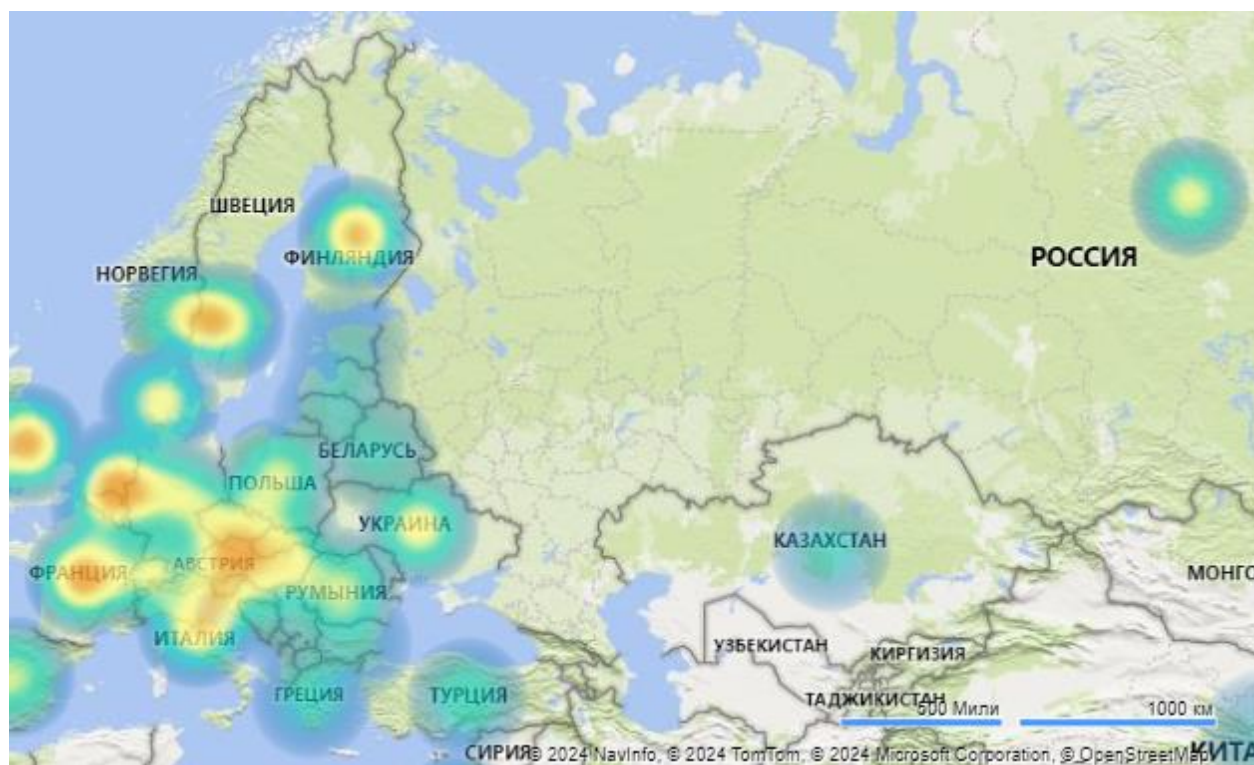 ШВЕЦИЯ
ФИНЛЯНДИЯ
РОССИЯ
НОРВЕГИЯ
БЕЛАРУСЬ
ПОЛЬША
УКРАИНА
КАЗАХСТАН
АВСТРИЯ
ФРАНЦИЯ
МОНГО
РУМЫНИЯ
ИТАЛИЯ
УЗБЕКИСТАН
КИРГИЗИЯ
ГРЕЦИЯ
ТУРЦИЯ
ТАДЖИКИСТАН
500 Мили
1000 км
СИРИЯ
© 2024 NavInfo, © 2024 TomTom, © 2024 Microsoft Corporation, © OpenStreetMap
КИТА